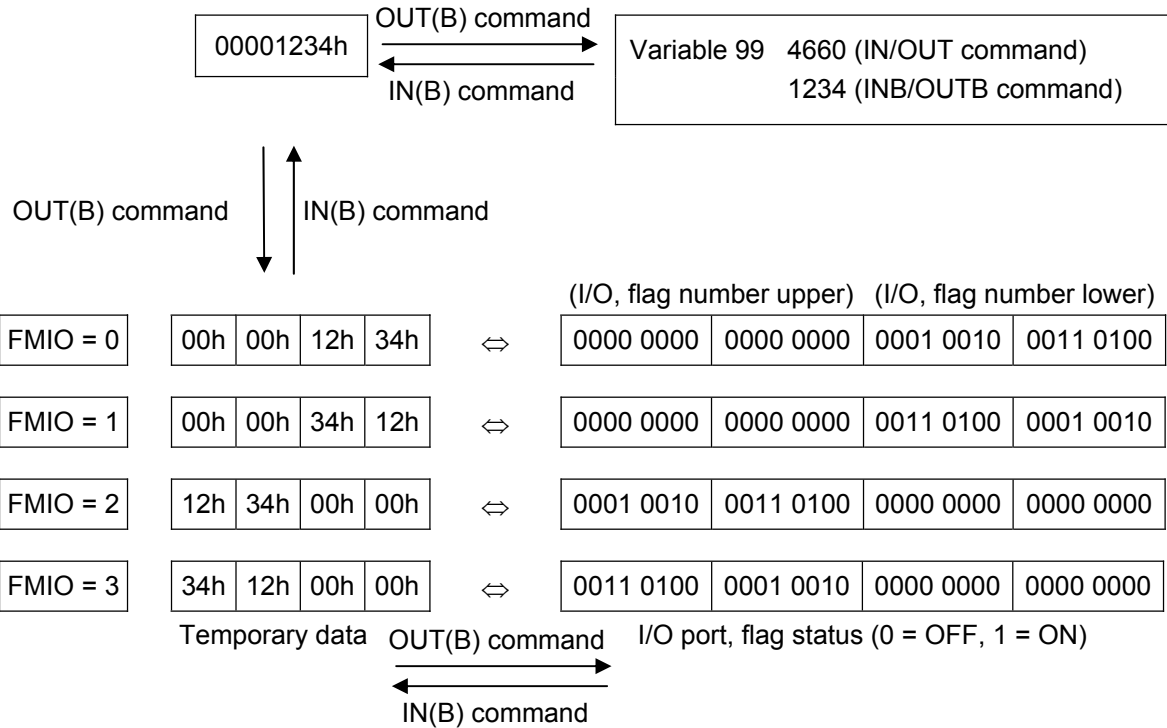 OUT(B) command
00001234h
Variable 99 4660 (IN/OUT command)
1234 (INB/OUTB command)
IN(B) command
OUT(B) command IN(B) command
(I/O, flag number upper) (I/O, flag number lower)
FMIO = 0 00h 00h 12h 34h ⇔ 0000 0000 0000 0000 0001 0010 0011 0100
FMIO = 1 00h 00h 34h 12h ⇔ 0000 0000 0000 0000 0011 0100 0001 0010
FMIO = 2 12h 34h 00h 00h ⇔ 0001 0010 0011 0100 0000 0000 0000 0000
FMIO = 3 34h 12h 00h 00h ⇔ 0011 0100 0001 0010 0000 0000 0000 0000
Temporary data OUT(B) command I/O port, flag status (0 = OFF, 1 = ON)
IN(B) command